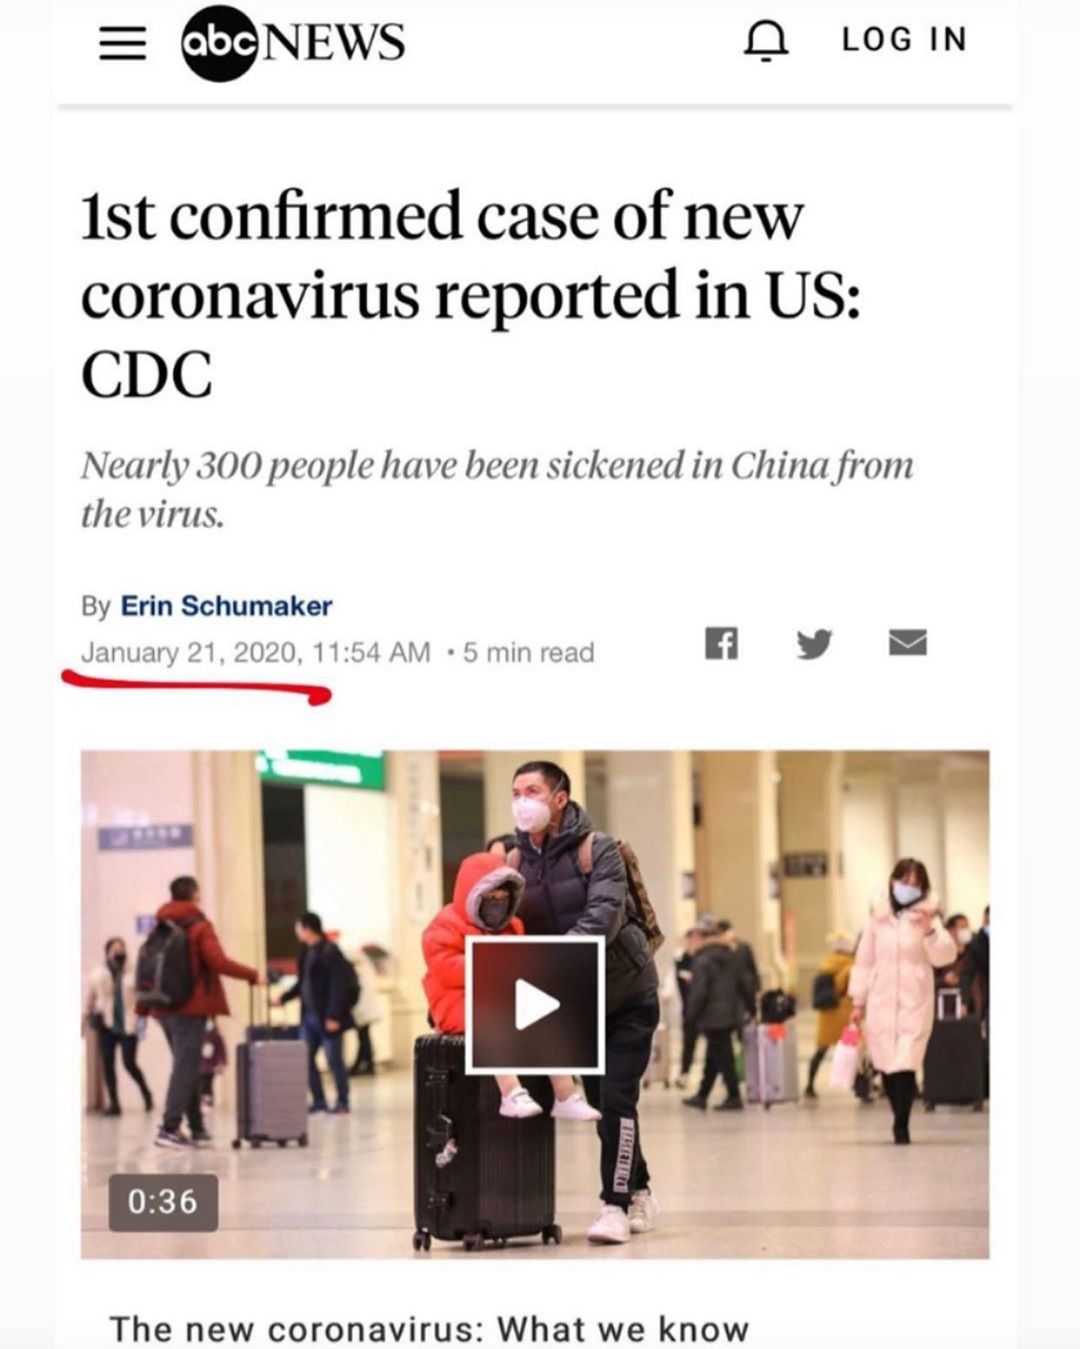 abc NEWS
LOG IN
1st confirmed case of new
coronavirus reported in US:
CDC
Nearly 300 people have been sickened in China from
the virus.
By Erin Schumaker
January 21, 2020, 11:54 AM • 5 min read
0:36
The new coronavirus: What we know